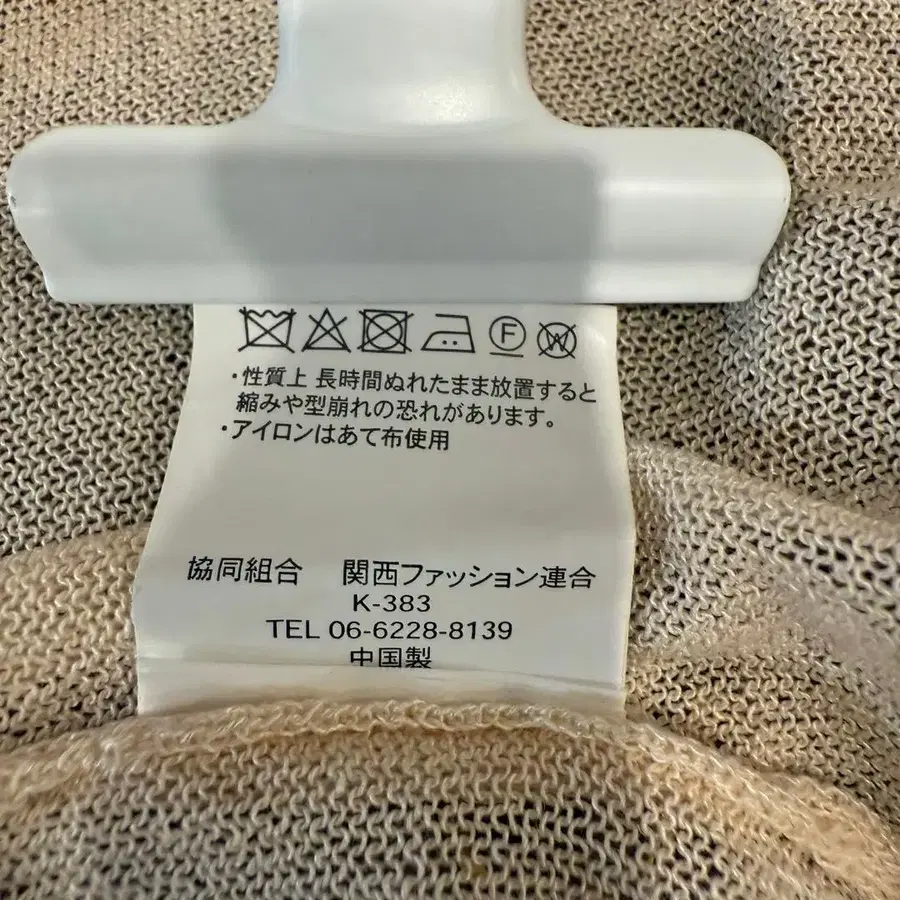 F W
・性質上 長時間ぬれたまま放置すると
縮みや型崩れの恐れがあります。
・アイロンはあて布使用
協同組合 関西ファッション連合
K-383
TEL 06-6228-8139
中国製